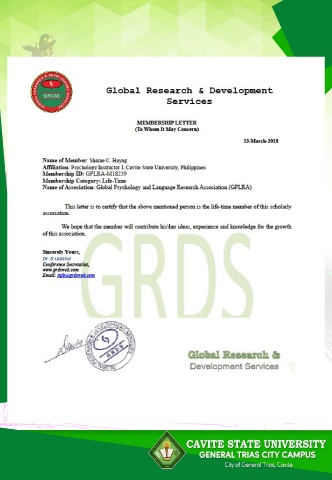 GRDS
Global Research & Development
Services
MEMBERSHIP LETTER
(To Whom It May Concern)
13-March-2018
Name of Member: Shaine C. Hayag
Affiliation: Psychology Instructor I, Cavite State University, Philippines
Membership ID: GPLRA-M18239
Membership Category: Life-Time
Name of Association: Global Psychology and Language Research Association (GPLRA)
This letter is to certify that the above mentioned person is the life-time member of this scholarly
association.
We hope that the member will contribute his/her ideas, experience and knowledge for the growth
of this association.
Sincerely Yours,
Dr. D Lazarus
Conference Secretariat,
www.grdsweb.com
Email: info@grdsweb.com
GRDS
GRDS
Global Research &
Development Services
CAVITE STATE UNIVERSITY
GENERAL TRIAS CITY CAMPUS
City of General Trias, Cavite